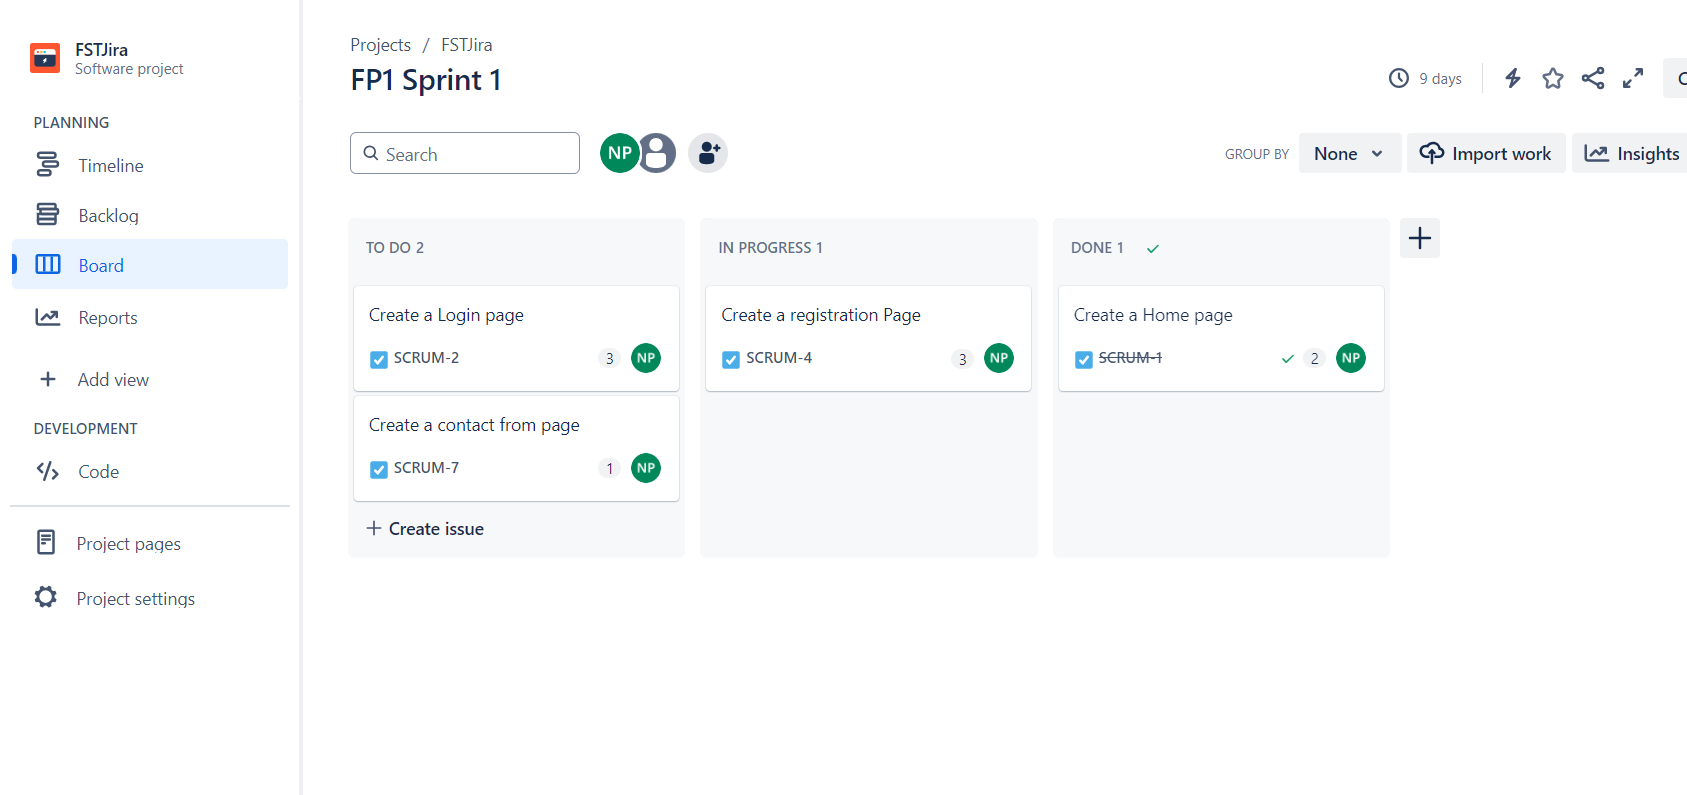 FSTJira
Software project
PLANNING
Timeline
Backlog
Board
Reports
Add view
DEVELOPMENT
Code
Project pages
Project settings
Projects / FSTJira
FP1 Sprint 1
9 days
Search
NP
GROUP BY
None
Import work
Insights
TO DO 2
Create a Login page
SCRUM-2
3
NP
Create a contact from page
SCRUM-7
1
NP
+ Create issue
IN PROGRESS 1
Create a registration Page
SCRUM-4
3
NP
DONE 1
Create a Home page
SCRUM-1
2
NP